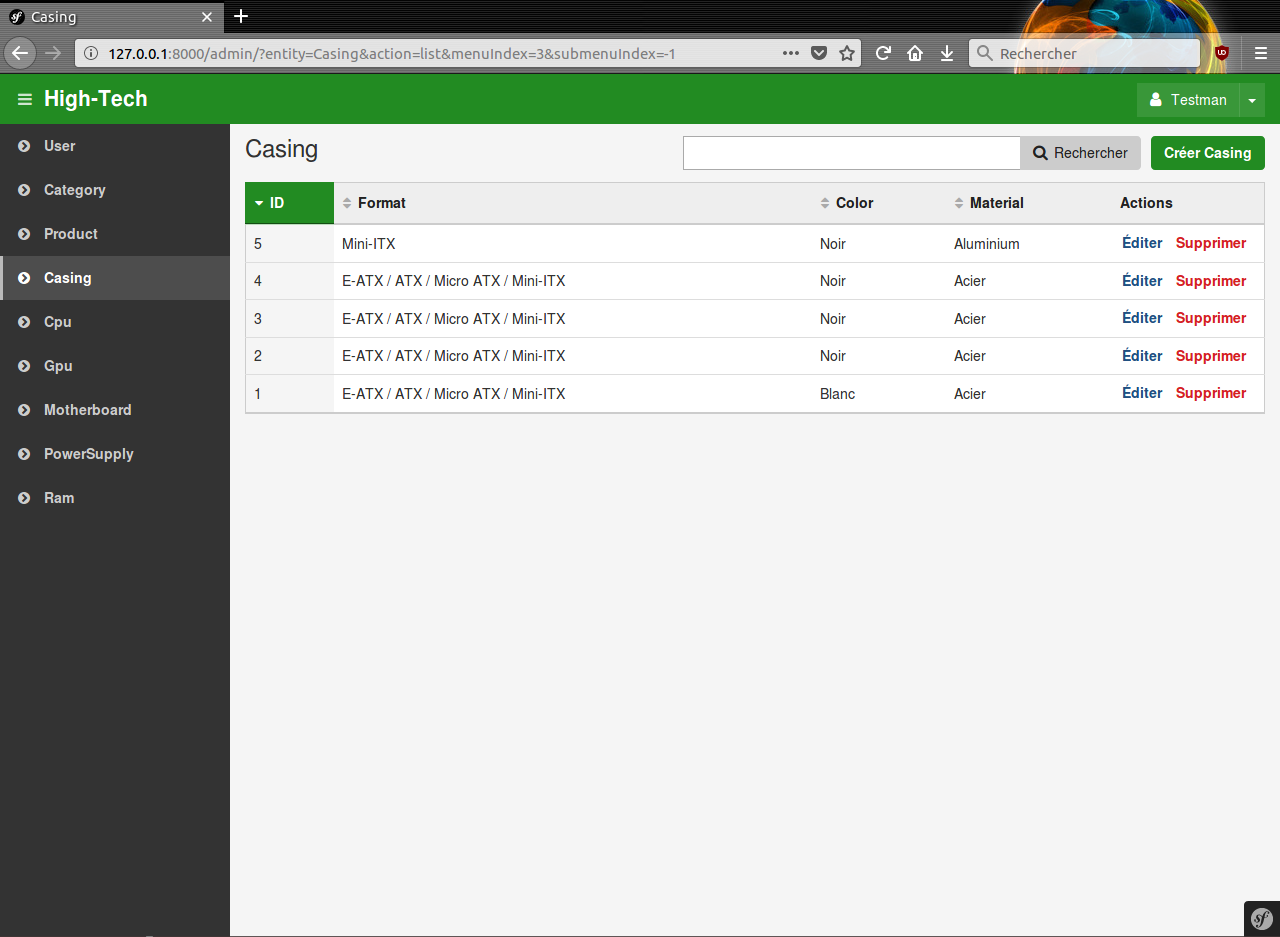 Casing
127.0.0.1:8000/admin/?entity=Casing&action=list&menuIndex=3&submenuIndex=-1
Rechercher
High-Tech
Testman
User
Category
Product
Casing
Cpu
Gpu
Motherboard
PowerSupply
Ram
Casing
Rechercher
Créer Casing
ID Format Color Material Actions
5 Mini-ITX Noir Aluminium Éditer Supprimer
4 E-ATX / ATX / Micro ATX / Mini-ITX Noir Acier Éditer Supprimer
3 E-ATX / ATX / Micro ATX / Mini-ITX Noir Acier Éditer Supprimer
2 E-ATX / ATX / Micro ATX / Mini-ITX Noir Acier Éditer Supprimer
1 E-ATX / ATX / Micro ATX / Mini-ITX Blanc Acier Éditer Supprimer
sf